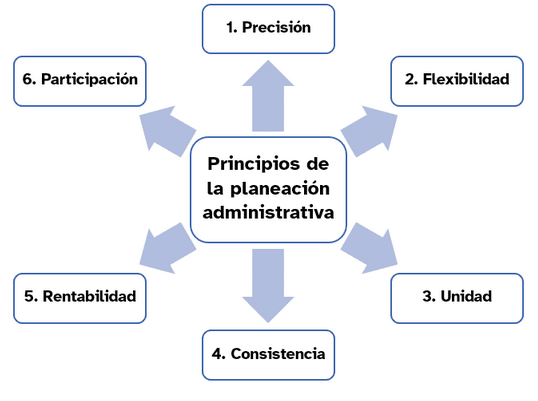 Principios de
la planeación
administrativa
1. Precisión
2. Flexibilidad
3. Unidad
4. Consistencia
5. Rentabilidad
6. Participación